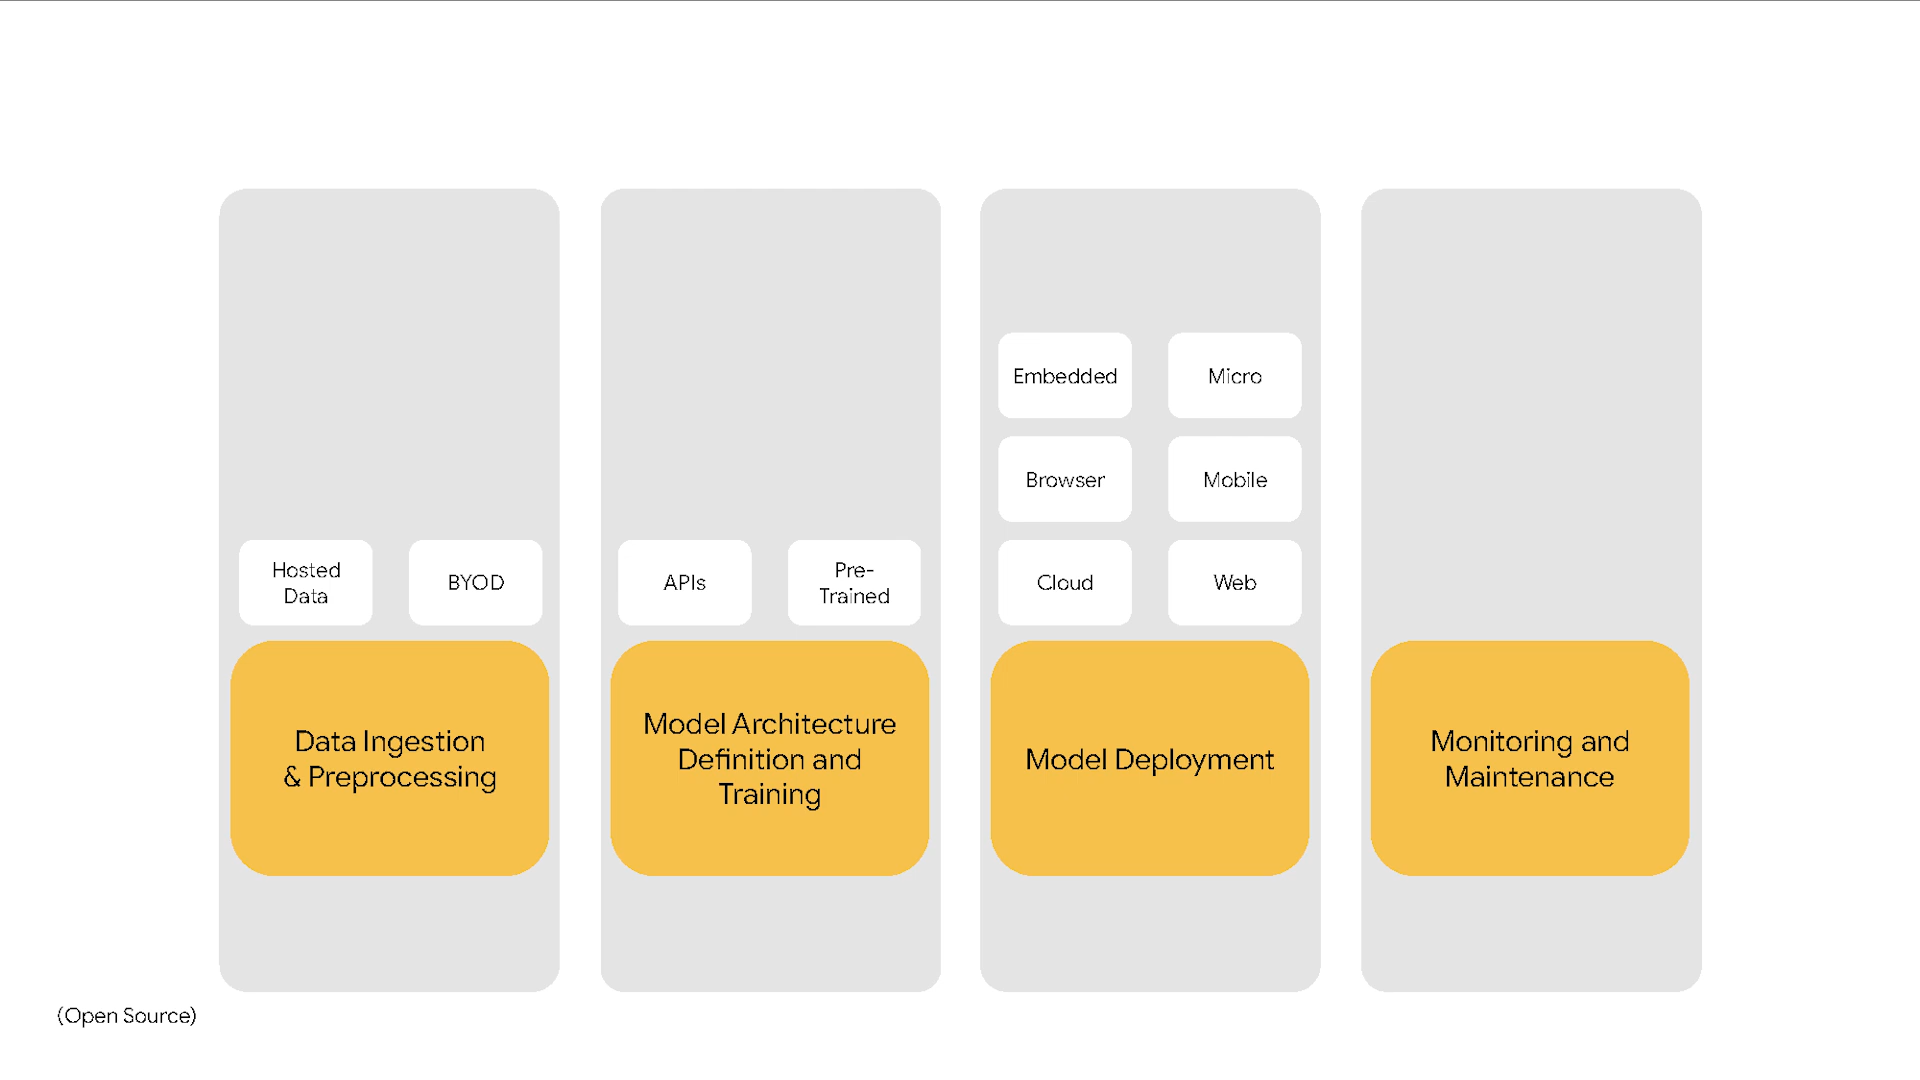 Embedded
Micro
Browser
Mobile
Hosted
Data
BYOD
APIs
Pre-
Trained
Cloud
Web
Data Ingestion
& Preprocessing
Model Architecture
Definition and
Training
Model Deployment
Monitoring and
Maintenance
(Open Source)